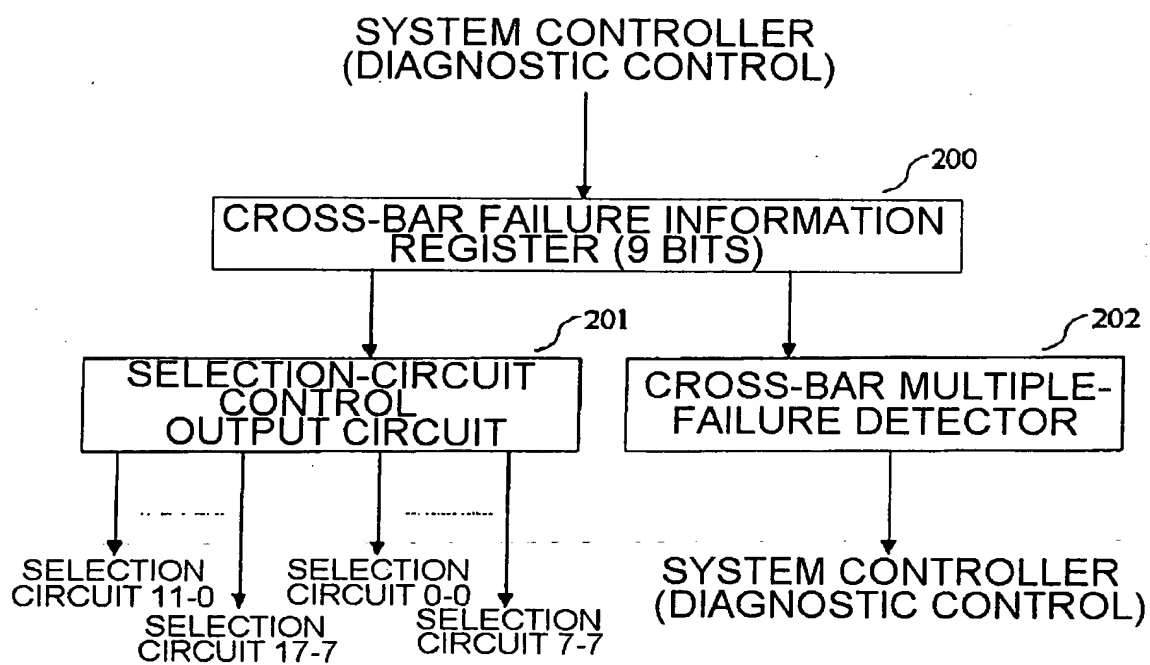 SYSTEM CONTROLLER
(DIAGNOSTIC CONTROL)
200
CROSS-BAR FAILURE INFORMATION
REGISTER (9 BITS)
201
202
SELECTION-CIRCUIT
CONTROL
OUTPUT CIRCUIT
CROSS-BAR MULTIPLE-
FAILURE DETECTOR
SELECTION
CIRCUIT 11-0
SELECTION
CIRCUIT 17-7
SELECTION
CIRCUIT 0-0
SELECTION
CIRCUIT 7-7
SYSTEM CONTROLLER
(DIAGNOSTIC CONTROL)